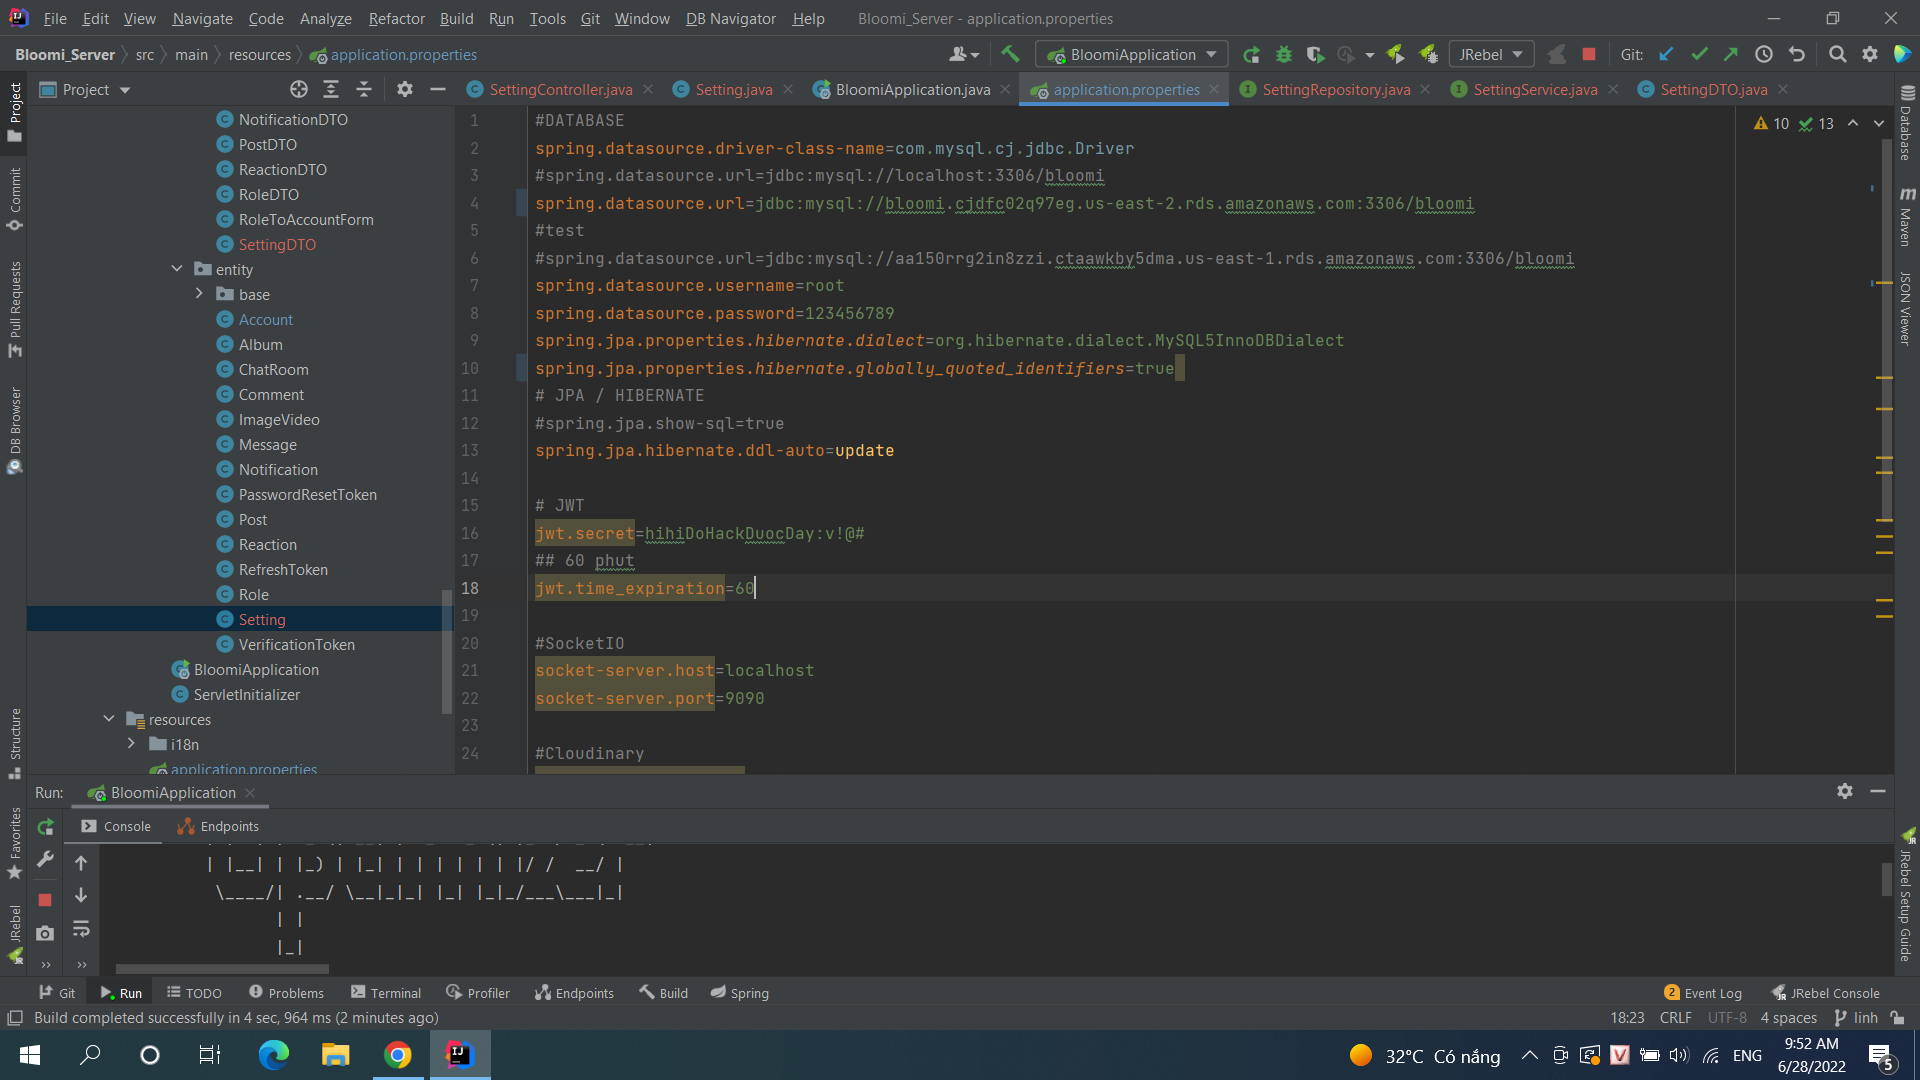 File Edit View Navigate Code Analyze Refactor Build Run Tools Git Window DB Navigator Help Bloomi_Server - application.properties
Bloomi_Server src main resources application.properties BloomiApplication JRebel Git:
Project
SettingController.java Setting.java BloomiApplication.java application.properties SettingRepository.java SettingService.java SettingDTO.java
NotificationDTO
PostDTO
ReactionDTO
RoleDTO
RoleToAccountForm
SettingDTO
entity
base
Account
Album
ChatRoom
Comment
ImageVideo
Message
Notification
PasswordResetToken
Post
Reaction
RefreshToken
Role
Setting
VerificationToken
BloomiApplication
ServletInitializer
resources
i18n
application.properties
10 13
1 #DATABASE
2 spring.datasource.driver-class-name=com.mysql.cj.jdbc.Driver
3 #spring.datasource.url=jdbc:mysql://localhost:3306/bloomi
4 spring.datasource.url=jdbc:mysql://bloomi.cjdfc02q97eg.us-east-2.rds.amazonaws.com:3306/bloomi
5 #test
6 #spring.datasource.url=jdbc:mysql://aa150rrg2in8zzi.ctaawkby5dma.us-east-1.rds.amazonaws.com:3306/bloomi
7 spring.datasource.username=root
8 spring.datasource.password=123456789
9 spring.jpa.properties.hibernate.dialect=org.hibernate.dialect.MySQL5InnoDBDialect
10 spring.jpa.properties.hibernate.globally_quoted_identifiers=true
11 # JPA / HIBERNATE
12 #spring.jpa.show-sql=true
13 spring.jpa.hibernate.ddl-auto=update
14
15 # JWT
16 jwt.secret=hihiDoHackDuocDay:v!@#
17 ## 60 phut
18 jwt.time_expiration=60
19
20 #SocketIO
21 socket-server.host=localhost
22 socket-server.port=9090
23
24 #Cloudinary
Project
Commit
Pull Requests
DB Browser
Structure
Favorites
JRebel
Database
Maven
JSON Viewer
JRebel Setup Guide
Run: BloomiApplication
Console Endpoints
| |__| | |_) | |_| | | | | | | |/ /  __/ |
\____/| .__/ \__|_|_| |_| |_|_/___\___|_|
| |
|_|
Git Run TODO Problems Terminal Profiler Endpoints Build Spring 2 Event Log JRebel Console
Build completed successfully in 4 sec, 964 ms (2 minutes ago) 18:23 CRLF UTF-8 4 spaces linh
32°C Có nắng ENG 9:52 AM
6/28/2022 5